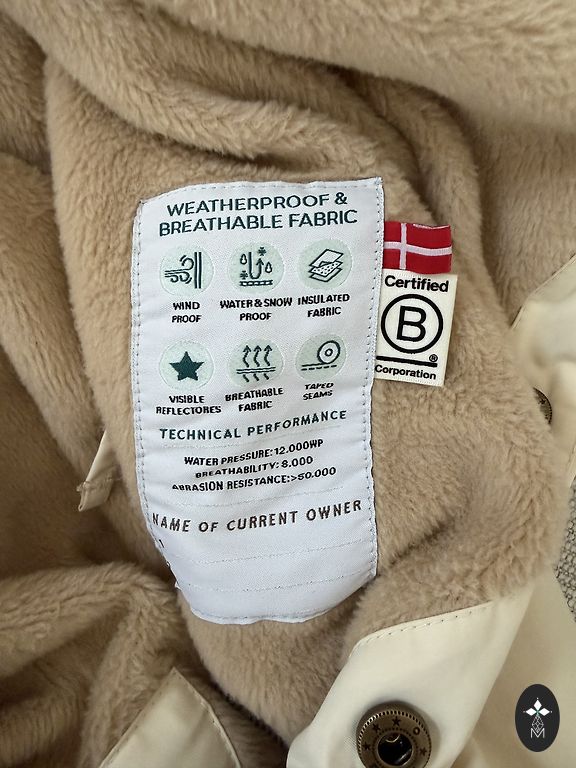 WEATHERPROOF &
BREATHABLE FABRIC
WIND
PROOF
WATER & SNOW
PROOF
INSULATED
FABRIC
VISIBLE
REFLECTORES
BREATHABLE
FABRIC
TAPED
SEAMS
TECHNICAL PERFORMANCE
WATER PRESSURE: 12.000WP
BREATHABILITY: 8.000
ABRASION RESISTANCE: >50.000
NAME OF CURRENT OWNER
Certified
B
®
Corporation
M